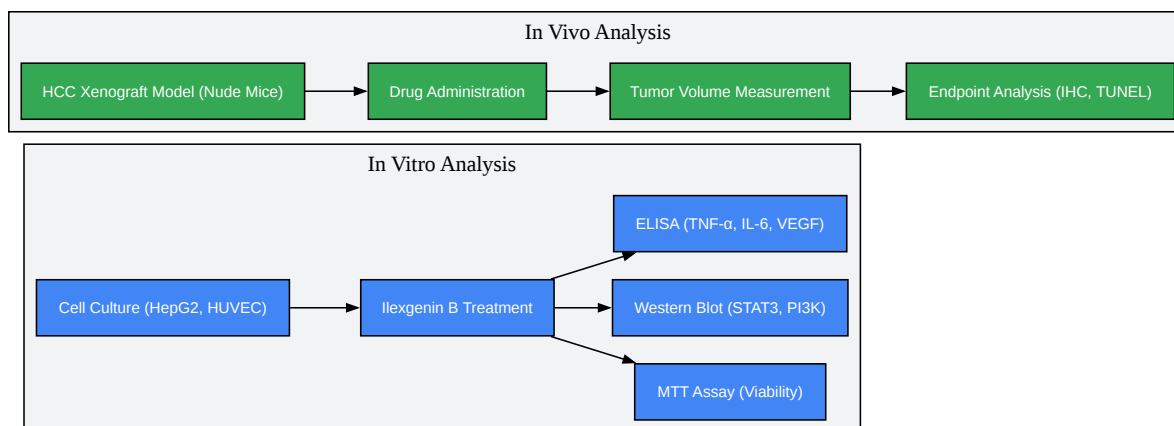 In Vivo Analysis
HCC Xenograft Model (Nude Mice)
Drug Administration
Tumor Volume Measurement
Endpoint Analysis (IHC, TUNEL)
In Vitro Analysis
ELISA (TNF-α, IL-6, VEGF)
Cell Culture (HepG2, HUVEC)
Ilexgenin B Treatment
Western Blot (STAT3, PI3K)
MTT Assay (Viability)